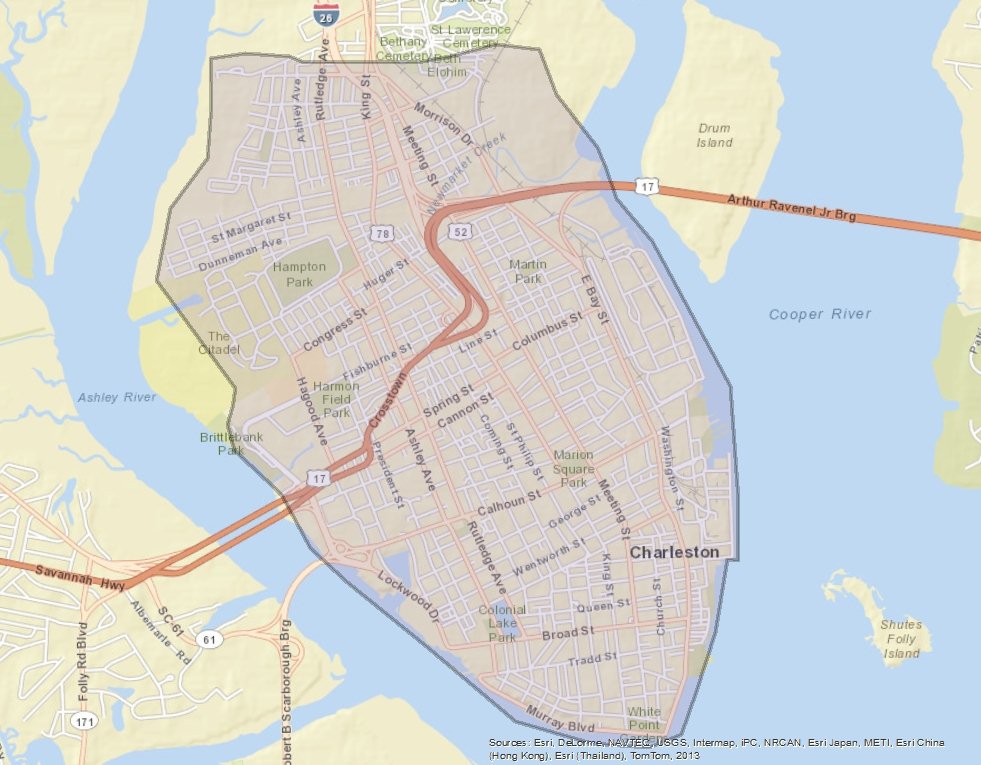 26
St Lawrence
Cemetery
Bethany
Cemetery
Beth
Elohim
Rutledge Ave
Ashley Ave
King St
Morrison Dr
Meeting St
Newmarket Creek
Drum
Island
17
Arthur Ravenel Jr Brg
St Margaret St
Dunneman Ave
78
52
Hampton
Park
Huger St
Martin
Park
E Bay St
Cooper River
The
Citadel
Congress St
Fishburne St
Line St
Columbus St
Ashley River
Hagood Ave
Harmon
Field
Park
Crosstown
Spring St
Cannon St
Brittlebank
Park
President St
Ashley Ave
Coming St
St Philip St
Marion
Square
Park
Washington St
17
Calhoun St
George St
Meeting St
Wentworth St
Rutledge Ave
King St
Charleston
Savannah Hwy
Lockwood Dr
SC-61
Albemarle Rd
61
Folly Rd Blvd
171
Robert B Scarborough Brg
Colonial
Lake
Park
Queen St
Church St
Broad St
Tradd St
Murray Blvd
White
Point
Garden
Shutes
Folly
Island
Sources: Esri, DeLorme, NAVTEQ, USGS, Intermap, iPC, NRCAN, Esri Japan, METI, Esri China
(Hong Kong), Esri (Thailand), TomTom, 2013